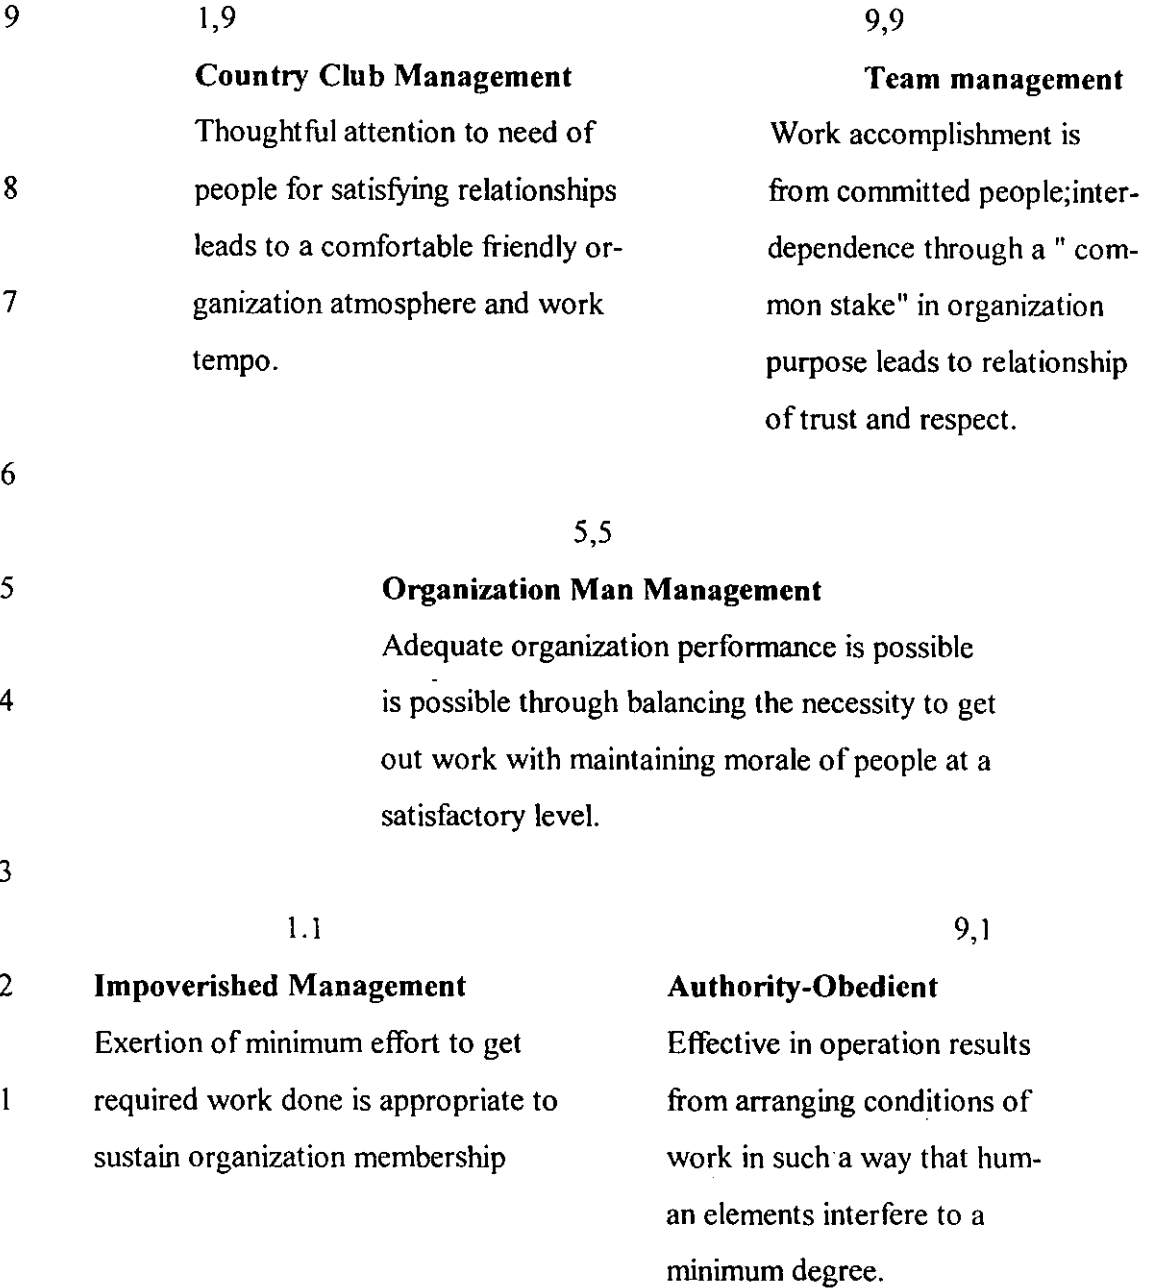 9 1,9 9,9
Country Club Management Team management
Thoughtful attention to need of Work accomplishment is
8 people for satisfying relationships from committed people;inter-
leads to a comfortable friendly or- dependence through a " com-
7 ganization atmosphere and work mon stake" in organization
tempo. purpose leads to relationship
of trust and respect.
6
5,5
5 Organization Man Management
Adequate organization performance is possible
4 is possible through balancing the necessity to get
out work with maintaining morale of people at a
satisfactory level.
3
1.1 9,1
2 Impoverished Management Authority-Obedient
Exertion of minimum effort to get Effective in operation results
1 required work done is appropriate to from arranging conditions of
sustain organization membership work in such a way that hum-
an elements interfere to a
minimum degree.